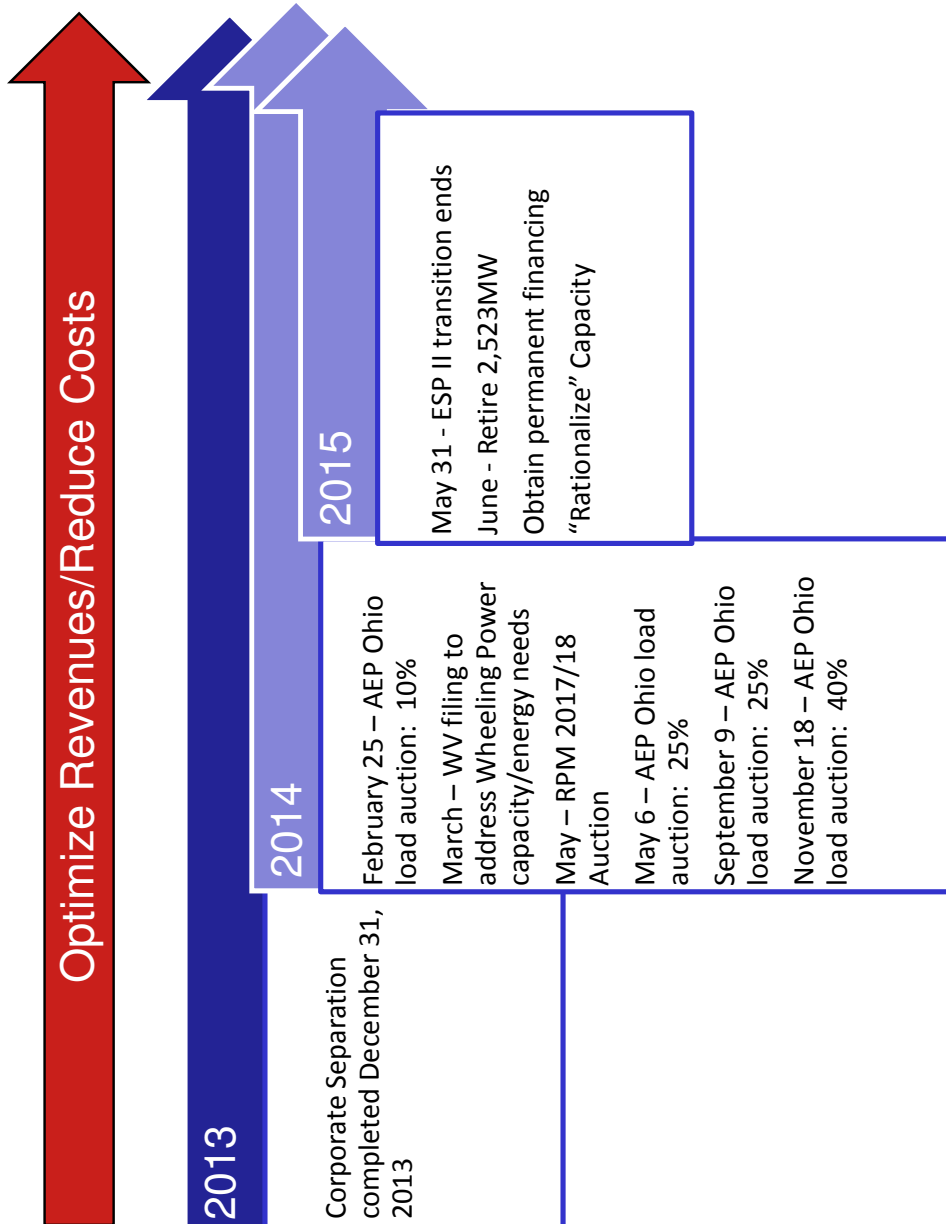 Optimize Revenues/Reduce Costs
2013
Corporate Separation
completed December 31,
2013
2014
February 25 – AEP Ohio
load auction:  10%
March – WV filing to
address Wheeling Power
capacity/energy needs
May – RPM 2017/18
Auction
May 6 – AEP Ohio load
auction:  25%
September 9 – AEP Ohio
load auction:  25%
November 18 – AEP Ohio
load auction:  40%
2015
May 31 - ESP II transition ends
June - Retire 2,523MW
Obtain permanent financing
“Rationalize” Capacity